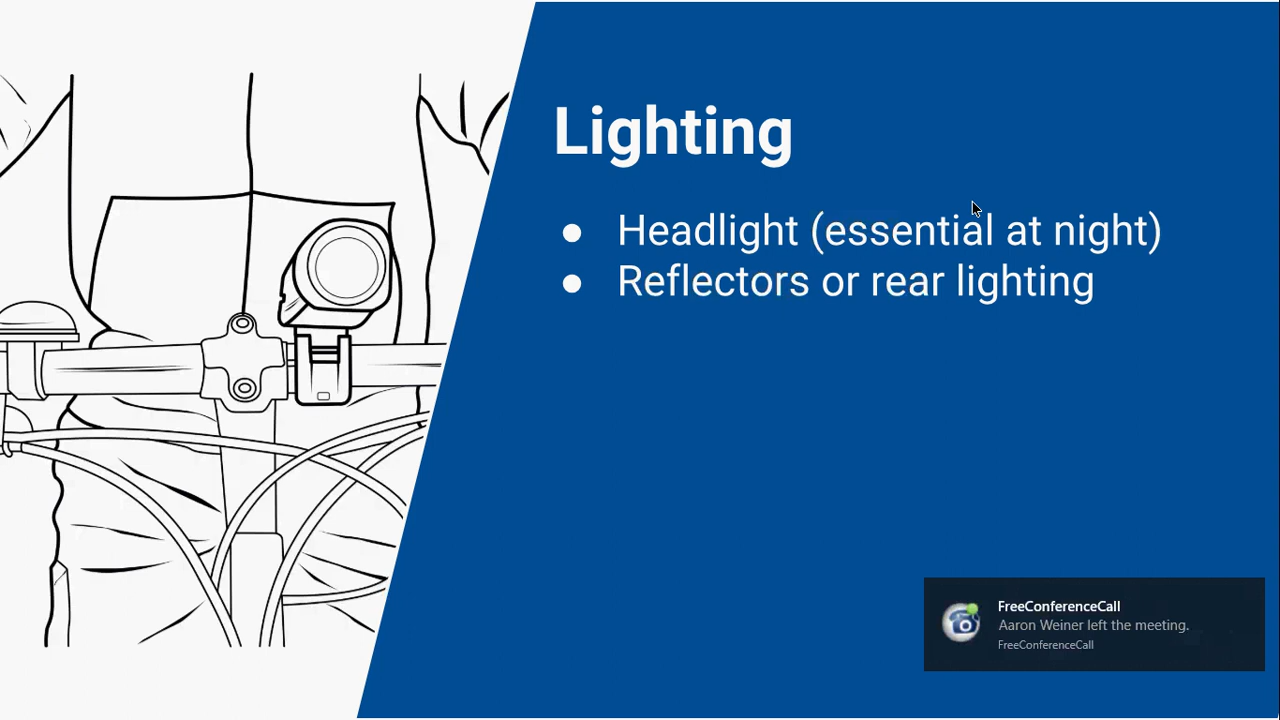 Lighting
● Headlight (essential at night)
● Reflectors or rear lighting
FreeConferenceCall
Aaron Weiner left the meeting.
FreeConferenceCall